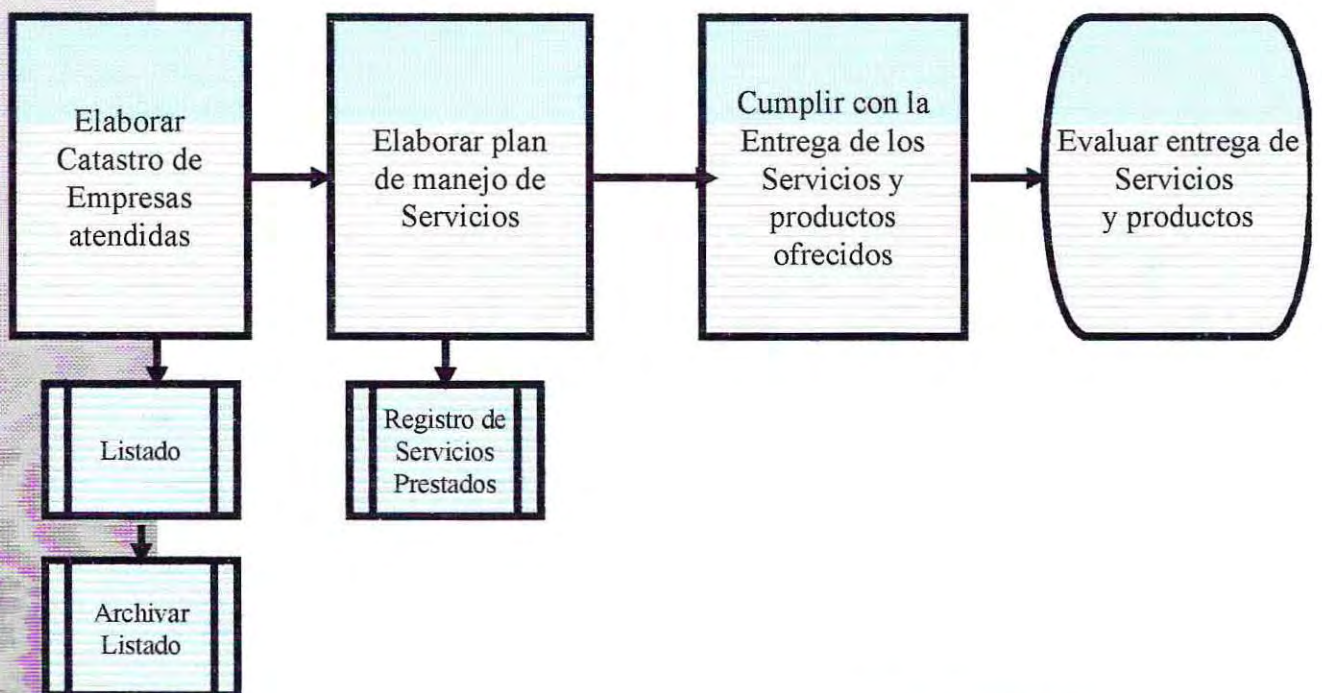 Elaborar
Catastro de
Empresas
atendidas
Elaborar plan
de manejo de
Servicios
Cumplir con la
Entrega de los
Servicios y
productos
ofrecidos
Evaluar entrega de
Servicios
y productos
Listado
Registro de
Servicios
Prestados
Archivar
Listado